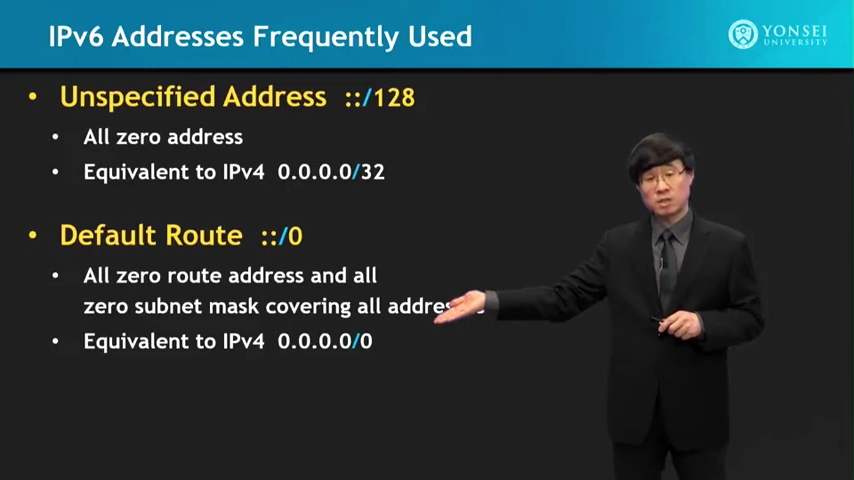 IPv6 Addresses Frequently Used
YONSEI
UNIVERSITY
• Unspecified Address ::/128
• All zero address
• Equivalent to IPv4 0.0.0.0/32
• Default Route ::/0
• All zero route address and all
zero subnet mask covering all
• Equivalent to IPv4 0.0.0.0/0